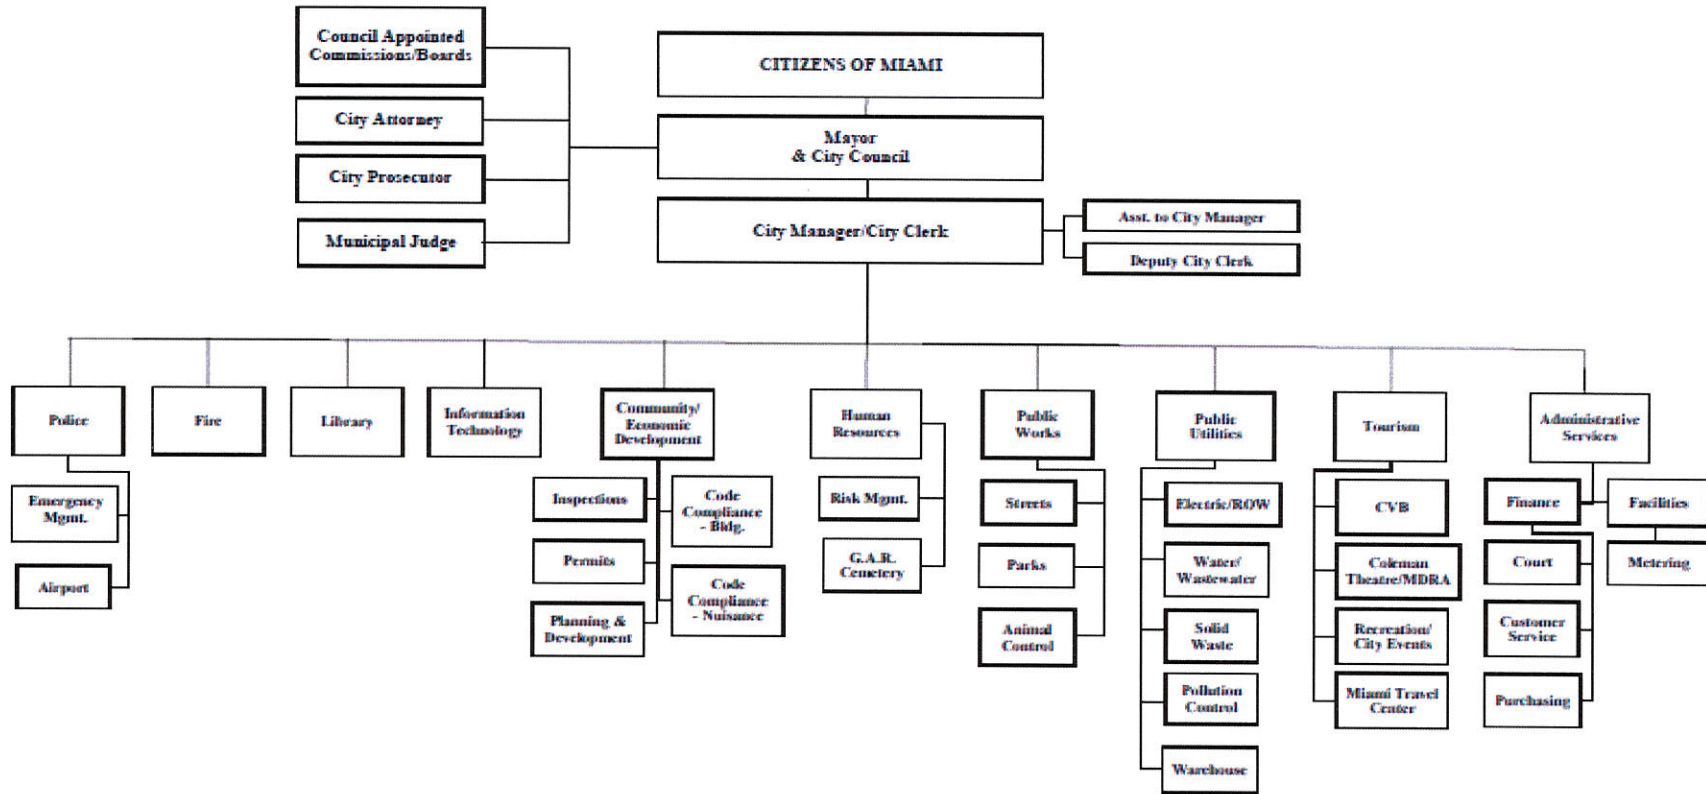 Council Appointed
Commissions/Boards
CITIZENS OF MIAMI
City Attorney
Mayor
& City Council
City Prosecutor
Municipal Judge
City Manager/City Clerk
Asst. to City Manager
Deputy City Clerk
Police
Fire
Library
Information
Technology
Community/
Economic
Development
Human
Resources
Public
Works
Public
Utilities
Tourism
Administrative
Services
Emergency
Mgmt.
Airport
Inspections
Permits
Planning &
Development
Code
Compliance
- Bldg.
Code
Compliance
- Nuisance
Risk Mgmt.
G.A.R.
Cemetery
Streets
Parks
Animal
Control
Electric/ROW
Water/
Wastewater
Solid
Waste
Pollution
Control
Warehouse
CVB
Coleman
Theatre/MDRA
Recreation/
City Events
Miami Travel
Center
Finance
Court
Customer
Service
Purchasing
Facilities
Metering